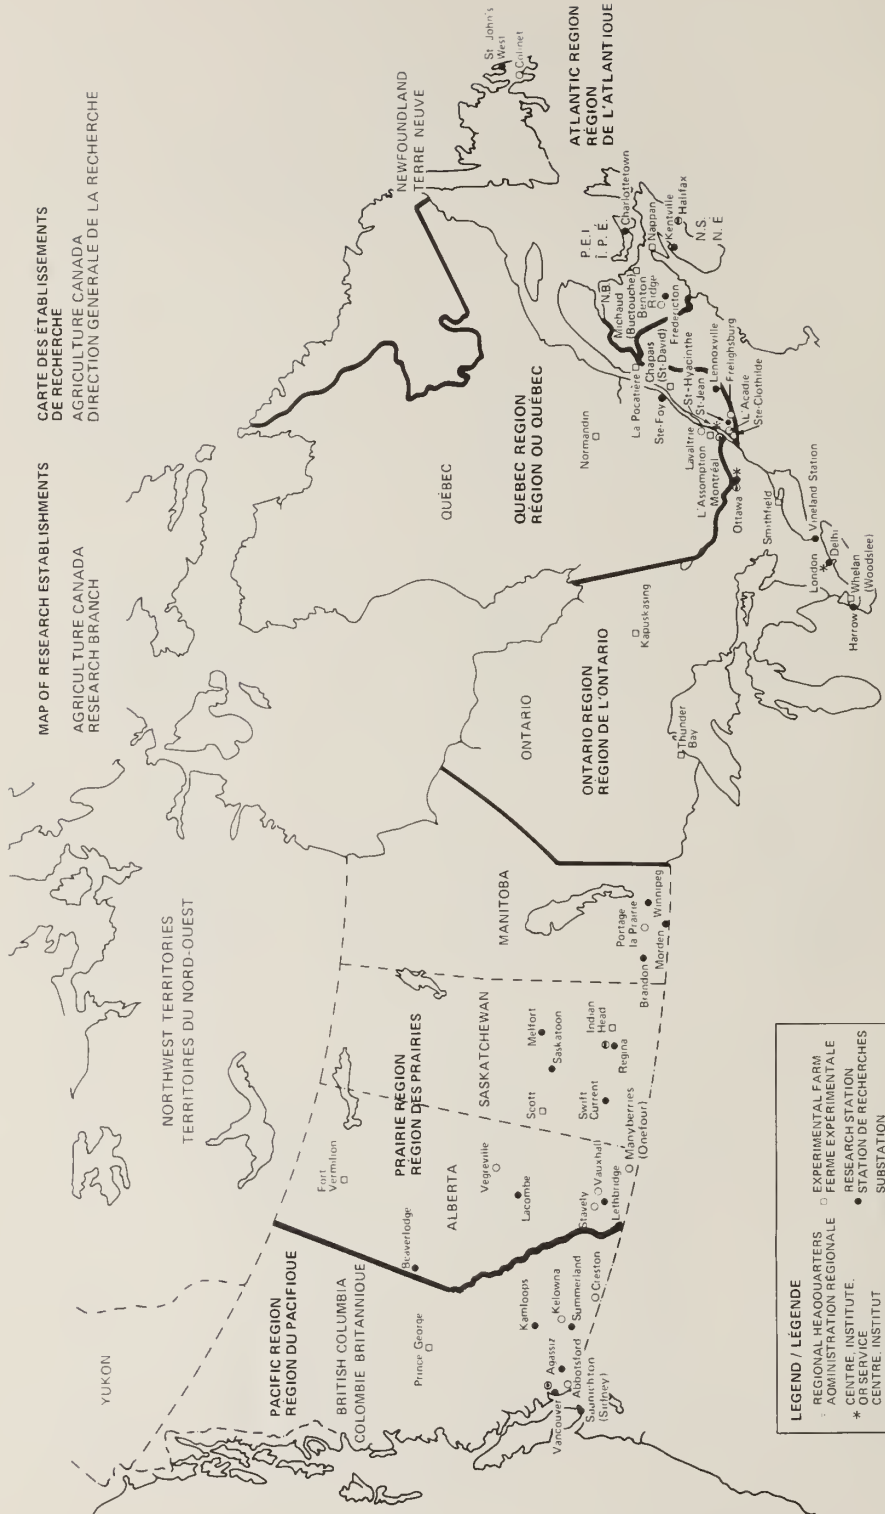 MAP OF RESEARCH ESTABLISHMENTS
AGRICULTURE CANADA
RESEARCH BRANCH
CARTE DES ETABLISSEMENTS
DE RECHERCHE
AGRICULTURE CANADA
DIRECTION GENERALE DE LA RECHERCHE
YUKON
NORTHWEST TERRITORIES
TERRITOIRES DU NORD-OUEST
PACIFIC REGION
RÉGION DU PACIFIQUE
BRITISH COLUMBIA
COLOMBIE BRITANNIQUE
Prince George
Kamloops
Agassiz
Vancouver
Abbotsford
Saanichton
(Sidney)
Kelowna
Summerland
Creston
Beaverlodge
Fort
Vermilion
PRAIRIE REGION
RÉGION DES PRAIRIES
ALBERTA
Vegreville
Lacombe
Stavely
Vauxhall
Lethbridge
Manyberries
(Onefour)
SASKATCHEWAN
Scott
Melfort
Saskatoon
Swift
Current
Indian
Head
Regina
MANITOBA
Brandon
Portage
la Prairie
Morden
Winnipeg
ONTARIO
ONTARIO REGION
RÉGION DE L'ONTARIO
Thunder
Bay
Kapuskasing
Harrow
Whelan
(Woodslee)
London
Delhi
Vineland Station
Smithfield
Ottawa
QUÉBEC
QUEBEC REGION
RÉGION OU QUÉBEC
Normandin
La Pocatière
Chapais
(St-David)
Ste-Foy
St-Hyacinthe
Lavaltrie
St-Jean
L'Assomption
Montréal
Lennoxville
Frelighsburg
L'Acadie
Ste-Clothilde
NEWFOUNDLAND
TERRE NEUVE
St John's
West
Colinet
ATLANTIC REGION
RÉGION
DE L'ATLANTIQUE
P.E.I
Î.P.É.
Charlottetown
N.B.
Michaud
(Buctouche)
Benton
Ridge
Fredericton
Nappan
Kentville
Halifax
N.S.
N.É
LEGEND / LÉGENDE
REGIONAL HEADQUARTERS
ADMINISTRATION RÉGIONALE
CENTRE, INSTITUTE,
* OR SERVICE
CENTRE, INSTITUT
□ EXPERIMENTAL FARM
FERME EXPÉRIMENTALE
RESEARCH STATION
● STATION DE RECHERCHES
SUBSTATION